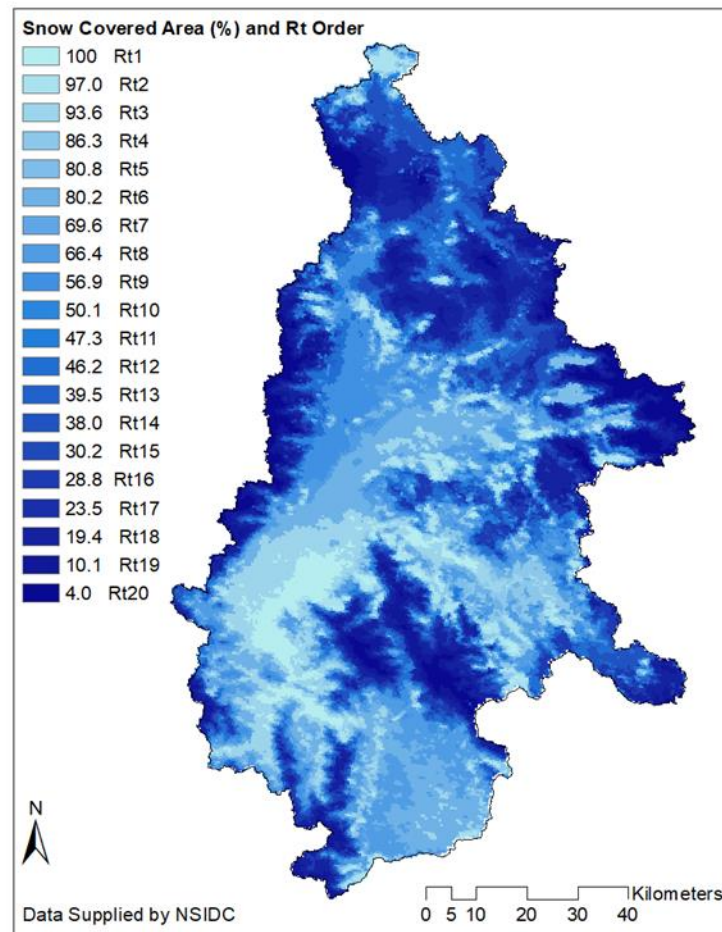 Snow Covered Area (%) and Rt Order
100 Rt1
97.0 Rt2
93.6 Rt3
86.3 Rt4
80.8 Rt5
80.2 Rt6
69.6 Rt7
66.4 Rt8
56.9 Rt9
50.1 Rt10
47.3 Rt11
46.2 Rt12
39.5 Rt13
38.0 Rt14
30.2 Rt15
28.8 Rt16
23.5 Rt17
19.4 Rt18
10.1 Rt19
4.0 Rt20
N
Kilometers
0 5 10 20 30 40
Data Supplied by NSIDC